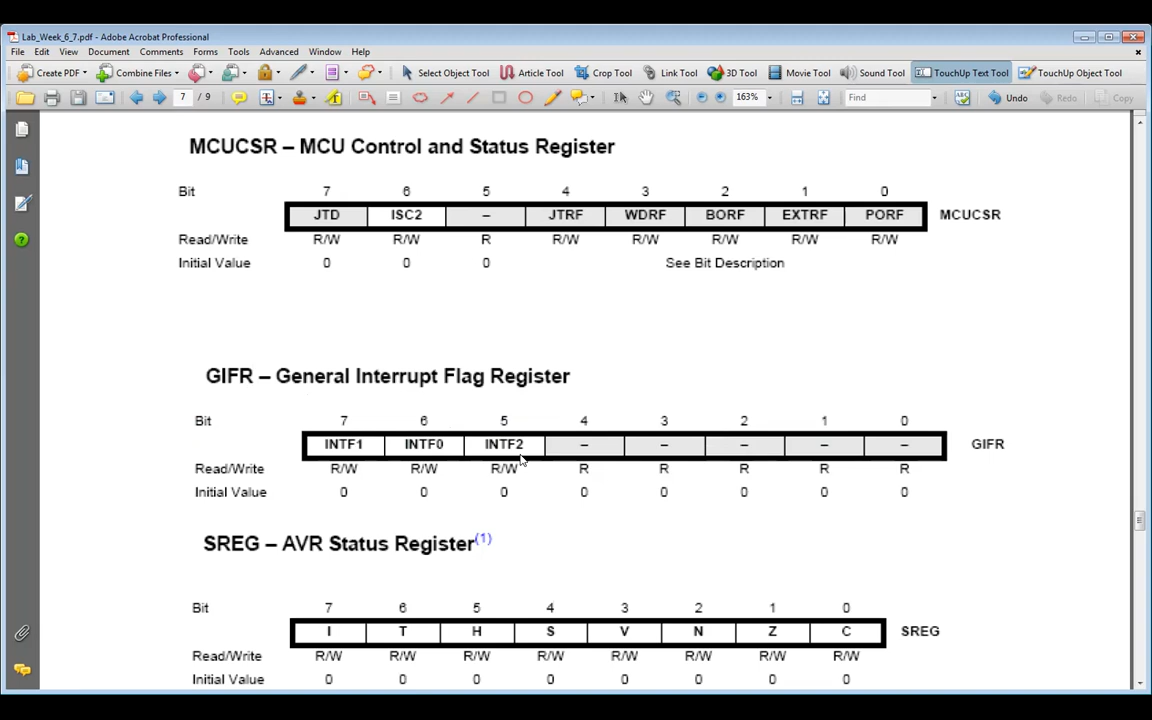 Lab_Week_6_7.pdf - Adobe Acrobat Professional
File Edit View Document Comments Forms Tools Advanced Window Help
Create PDF Combine Files Select Object Tool Article Tool Crop Tool Link Tool 3D Tool Movie Tool Sound Tool TouchUp Text Tool TouchUp Object Tool
7 / 9 163% Find Undo Redo Copy
MCUCSR – MCU Control and Status Register
Bit 7 6 5 4 3 2 1 0
JTD ISC2 – JTRF WDRF BORF EXTRF PORF MCUCSR
Read/Write R/W R/W R R/W R/W R/W R/W R/W
Initial Value 0 0 0 See Bit Description
GIFR – General Interrupt Flag Register
Bit 7 6 5 4 3 2 1 0
INTF1 INTF0 INTF2 – – – – – GIFR
Read/Write R/W R/W R/W R R R R R
Initial Value 0 0 0 0 0 0 0 0
SREG – AVR Status Register(1)
Bit 7 6 5 4 3 2 1 0
I T H S V N Z C SREG
Read/Write R/W R/W R/W R/W R/W R/W R/W R/W
Initial Value 0 0 0 0 0 0 0 0